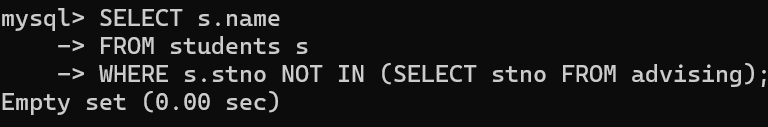 mysql> SELECT s.name
    -> FROM students s
    -> WHERE s.stno NOT IN (SELECT stno FROM advising);
Empty set (0.00 sec)